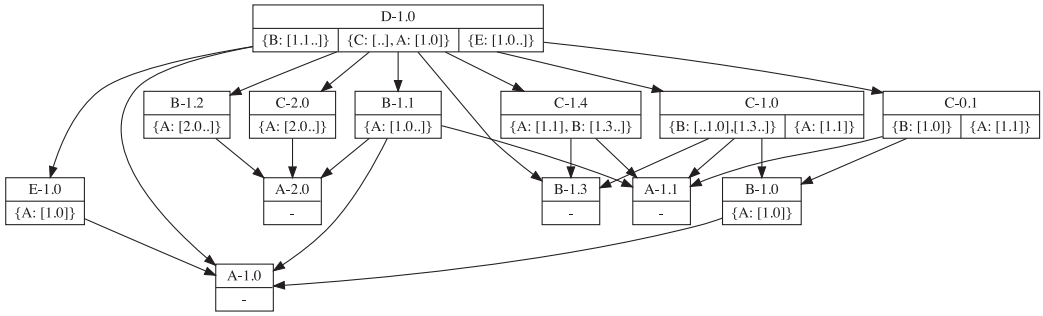 D-1.0
{B: [1.1..]} {C: [..], A: [1.0]} {E: [1.0..]}
B-1.2
{A: [2.0..]}
C-2.0
{A: [2.0..]}
B-1.1
{A: [1.0..]}
C-1.4
{A: [1.1], B: [1.3..]}
C-1.0
{B: [..1.0],[1.3..]} {A: [1.1]}
C-0.1
{B: [1.0]} {A: [1.1]}
E-1.0
{A: [1.0]}
A-2.0
-
B-1.3
-
A-1.1
-
B-1.0
{A: [1.0]}
A-1.0
-